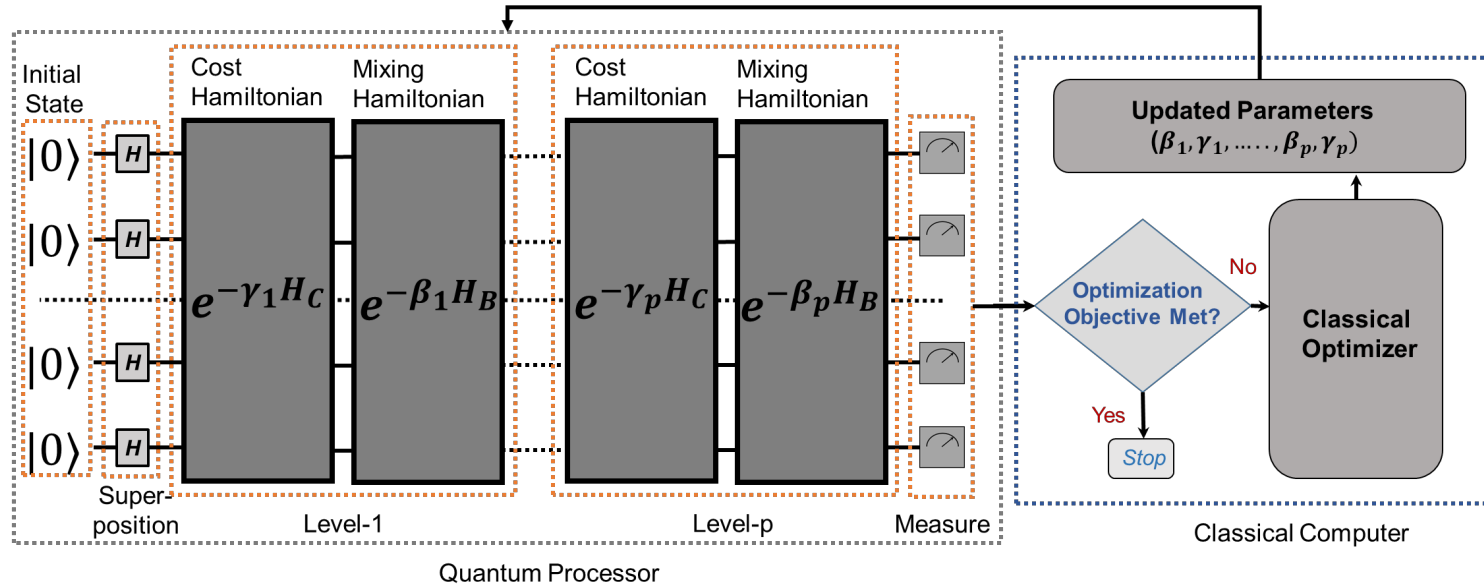 Initial
State
|0⟩
|0⟩
|0⟩
|0⟩
H
H
H
H
Super-
position
Cost
Hamiltonian
Mixing
Hamiltonian
e^{-γ_1 H_C}
e^{-β_1 H_B}
Level-1
Cost
Hamiltonian
Mixing
Hamiltonian
e^{-γ_p H_C}
e^{-β_p H_B}
Level-p
Measure
Quantum Processor
Updated Parameters
(β_1, γ_1, ....., β_p, γ_p)
Optimization
Objective Met?
No
Yes
Stop
Classical
Optimizer
Classical Computer